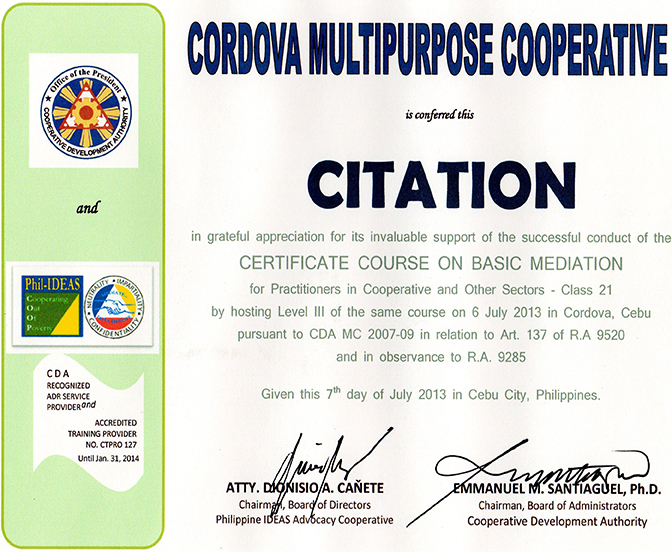 Office of the President
COOPERATIVE DEVELOPMENT AUTHORITY
and
Phil-IDEAS
Cooperating
Out
Of
Poverty
NEUTRALITY IMPARTIALITY
CONFIDENTIALITY
CDA
RECOGNIZED
ADR SERVICE
PROVIDER and
ACCREDITED
TRAINING PROVIDER
NO. CTPRO 127
Until Jan. 31, 2014
CORDOVA MULTIPURPOSE COOPERATIVE
is conferred this
CITATION
in grateful appreciation for its invaluable support of the successful conduct of the
CERTIFICATE COURSE ON BASIC MEDIATION
for Practitioners in Cooperative and Other Sectors - Class 21
by hosting Level III of the same course on 6 July 2013 in Cordova, Cebu
pursuant to CDA MC 2007-09 in relation to Art. 137 of R.A 9520
and in observance to R.A. 9285
Given this 7th day of July 2013 in Cebu City, Philippines.
ATTY. DIONISIO A. CAÑETE
Chairman, Board of Directors
Philippine IDEAS Advocacy Cooperative
EMMANUEL M. SANTIAGUEL, Ph.D.
Chairman, Board of Administrators
Cooperative Development Authority